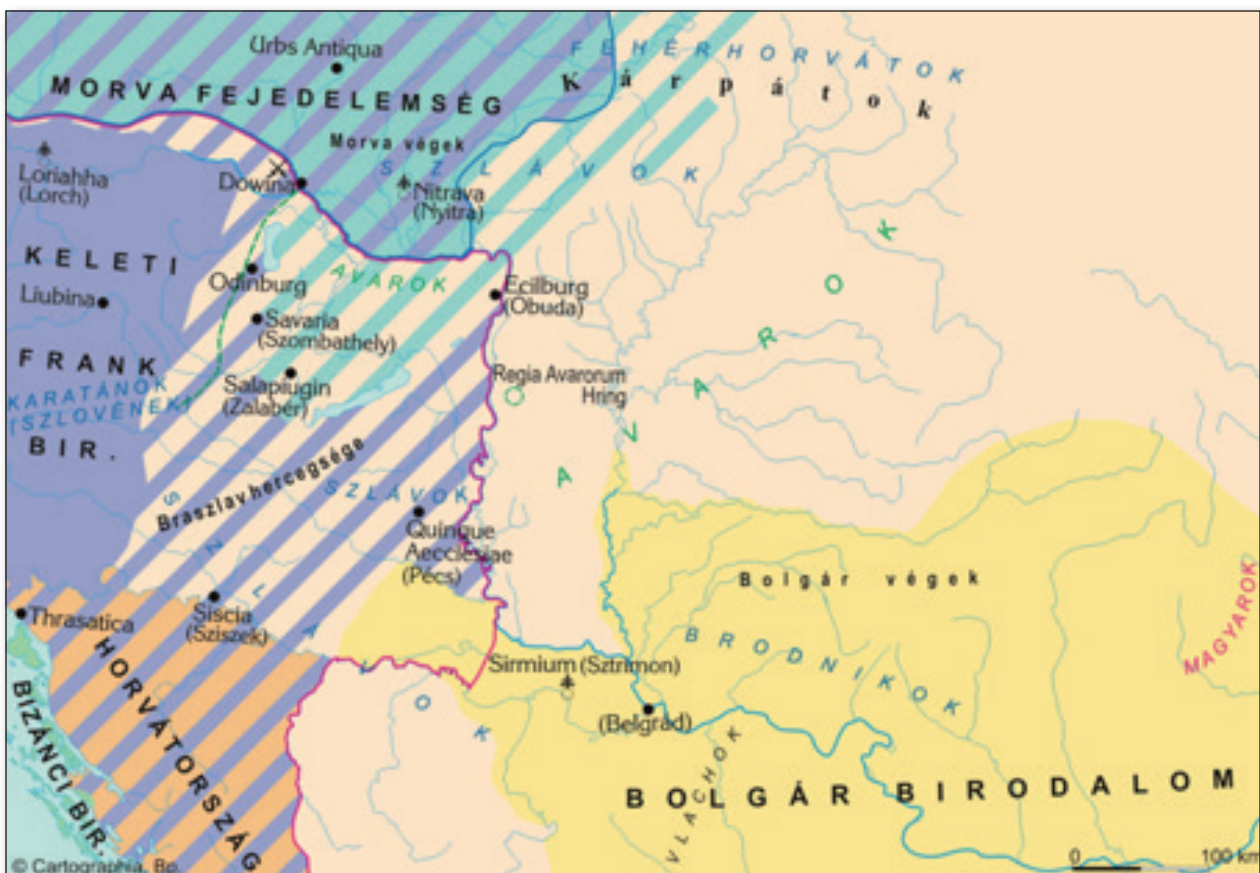 Urbs Antiqua
FEHÉRHORVÁTOK
Kárpátok
MORVA FEJEDELEMSÉG
Morva végek
SZLÁVOK
Loriahha
(Lorch)
Dowina
Nitrava
(Nyitra)
KELETI
FRANK
BIR.
Odinburg
AVAROK
Ecilburg
(Obuda)
Liubina
Savaria
(Szombathely)
Salapiugin
(Zalabér)
Regia Avarorum
Hring
AVAROK
KARATÁNOK
(SZLOVÉNEK)
Braszlav hercegsége
SZLÁVOK
Quinque
Aecclesiae
(Pécs)
SZLÁVOK
Bolgár végek
BRODNIKOK
MAGYAROK
Thrasatica
Siscia
(Sziszek)
Sirmium (Sztrimon)
(Belgrád)
HORVÁTORSZÁG
BIZÁNCI BIR.
VLACHOK
BOLGÁR BIRODALOM
© Cartographia, Bp.
0 100 km